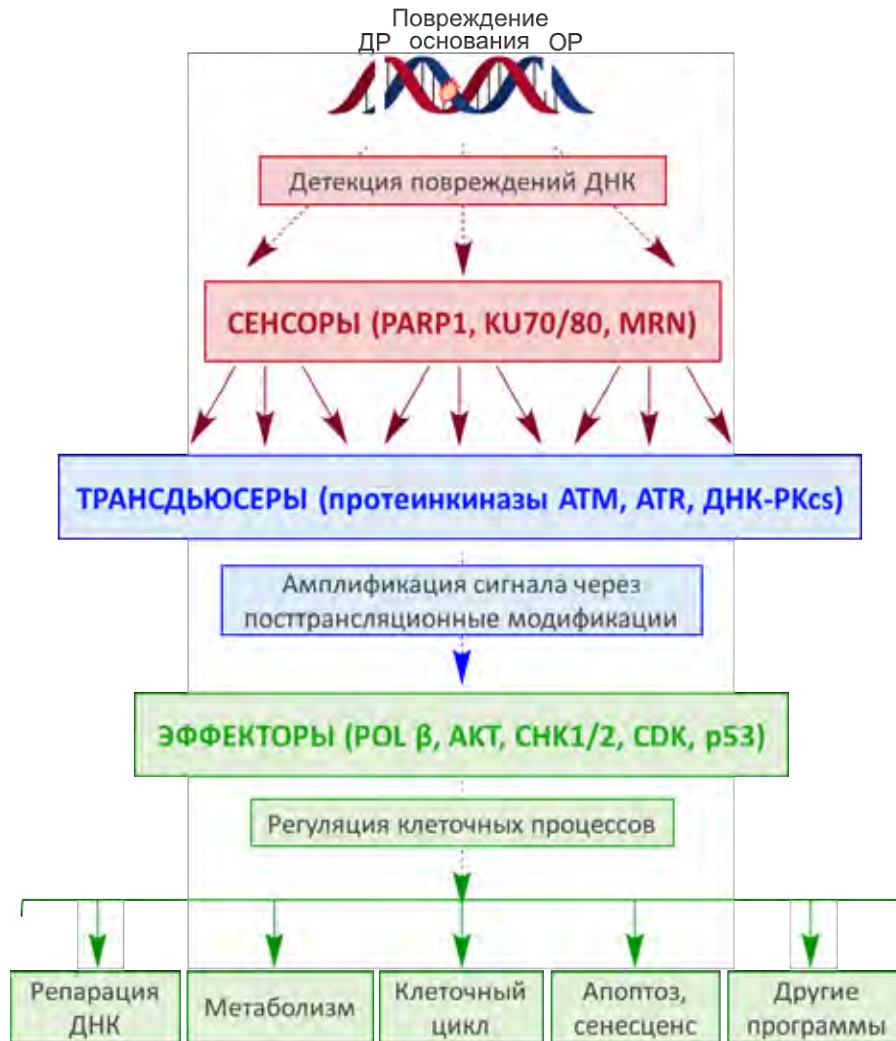 Повреждение
ДР основания ОР
Детекция повреждений ДНК
СЕНСОРЫ (PARP1, KU70/80, MRN)
ТРАНСДЬЮСЕРЫ (протеинкиназы ATM, ATR, ДНК-PKcs)
Амплификация сигнала через
посттрансляционные модификации
ЭФФЕКТОРЫ (POL β, AKT, CHK1/2, CDK, p53)
Регуляция клеточных процессов
Репарация
ДНК
Метаболизм
Клеточный
цикл
Апоптоз,
сенесценс
Другие
программы